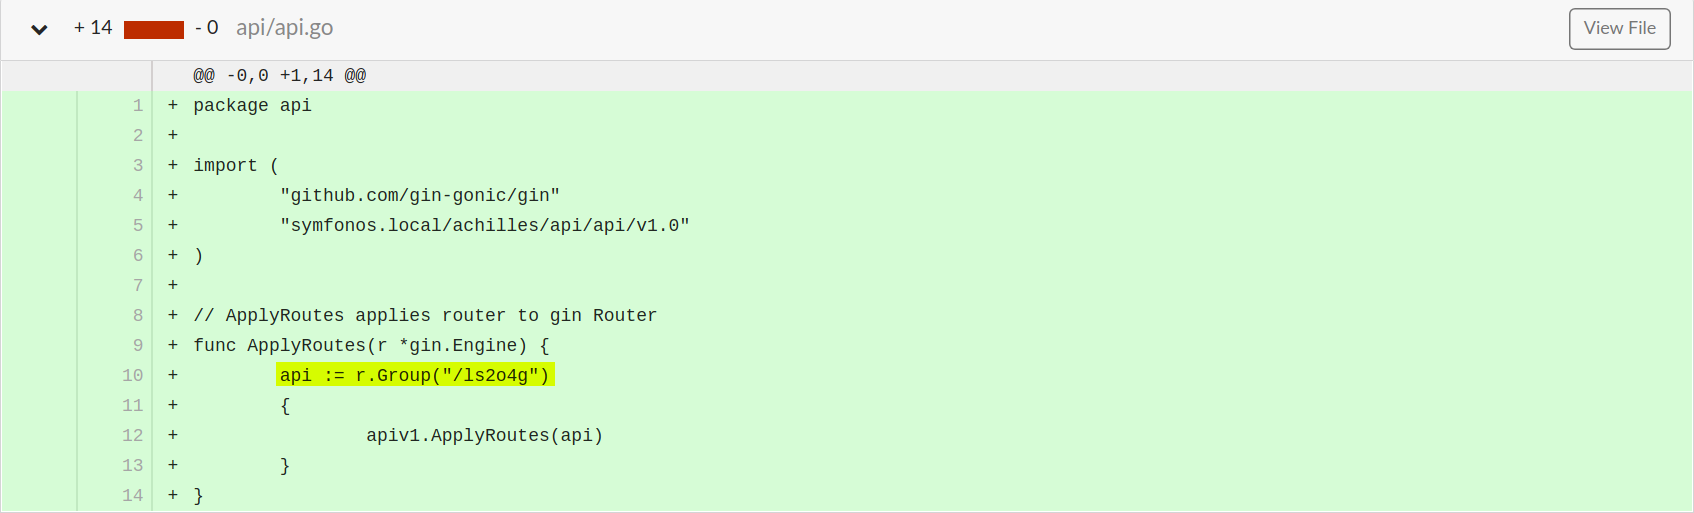 + 14 - 0 api/api.go View File
@@ -0,0 +1,14 @@
1 + package api
2 +
3 + import (
4 + "github.com/gin-gonic/gin"
5 + "symfonos.local/achilles/api/api/v1.0"
6 + )
7 +
8 + // ApplyRoutes applies router to gin Router
9 + func ApplyRoutes(r *gin.Engine) {
10 + api := r.Group("/ls2o4g")
11 + {
12 + apiv1.ApplyRoutes(api)
13 + }
14 + }